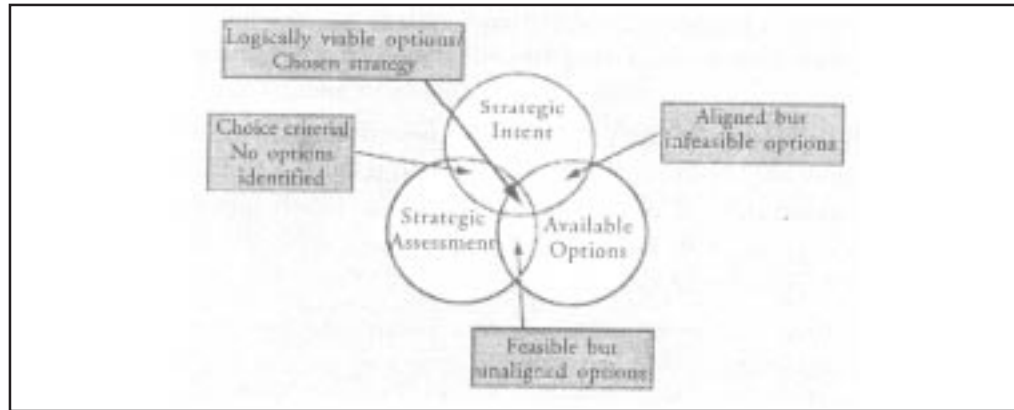 Logically viable options/
Chosen strategy
Strategic
Intent
Aligned but
infeasible options
Choice criterial
No options
identified
Strategic
Assessment
Available
Options
Feasible but
unaligned options